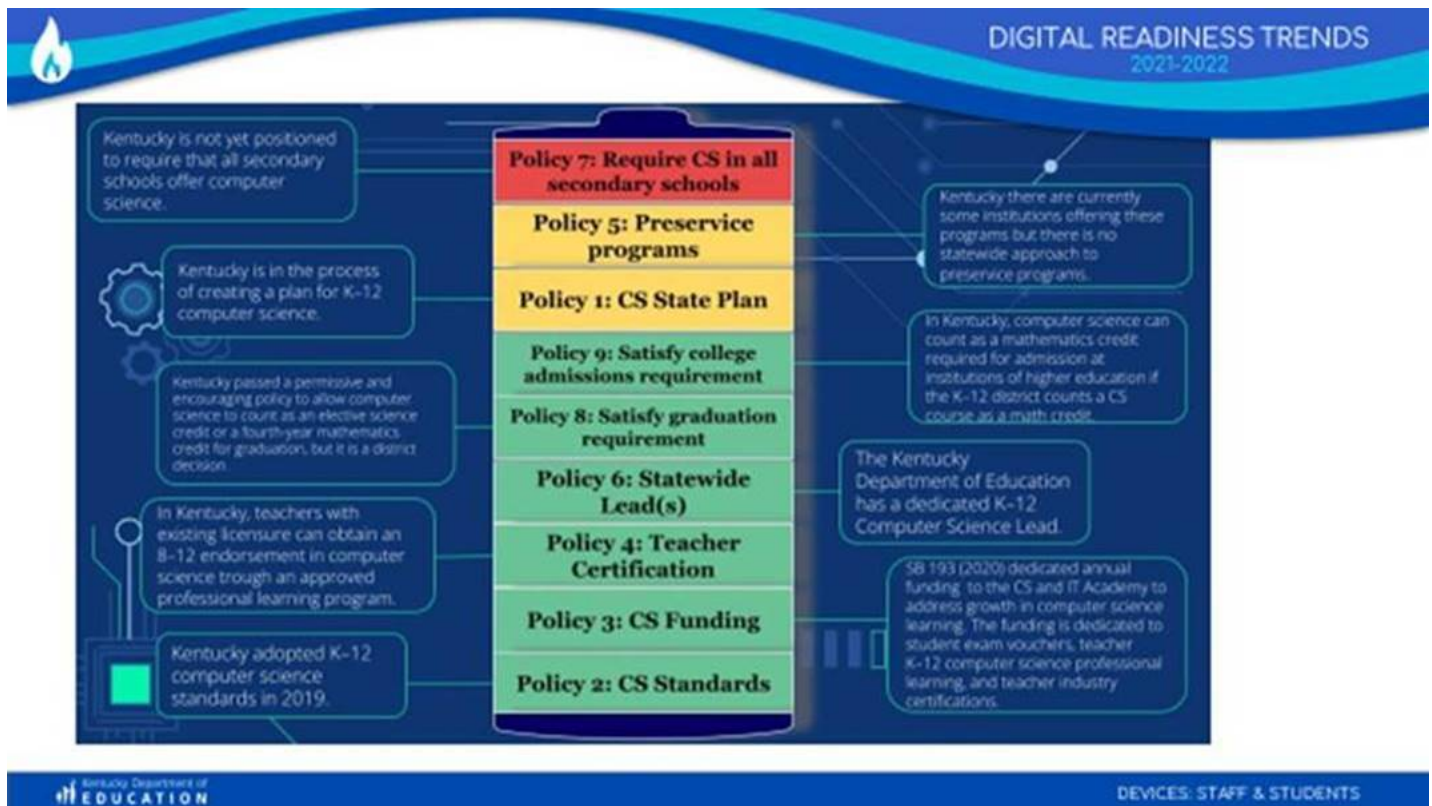 DIGITAL READINESS TRENDS
2021-2022
Kentucky is not yet positioned
to require that all secondary
schools offer computer
science.
Policy 7: Require CS in all
secondary schools
Policy 5: Preservice
programs
Kentucky there are currently
some institutions offering these
programs but there is no
statewide approach to
preservice programs.
Kentucky is in the process
of creating a plan for K–12
computer science.
Policy 1: CS State Plan
Policy 9: Satisfy college
admissions requirement
In Kentucky, computer science can
count as a mathematics credit
required for admission at
institutions of higher education if
the K–12 district counts a CS
course as a math credit.
Kentucky passed a permissive and
encouraging policy to allow computer
science to count as an elective science
credit or a fourth-year mathematics
credit for graduation, but it is a district
decision
Policy 8: Satisfy graduation
requirement
Policy 6: Statewide
Lead(s)
The Kentucky
Department of Education
has a dedicated K–12
Computer Science Lead.
In Kentucky, teachers with
existing licensure can obtain an
8–12 endorsement in computer
science trough an approved
professional learning program.
Policy 4: Teacher
Certification
Policy 3: CS Funding
SB 193 (2020) dedicated annual
funding to the CS and IT Academy to
address growth in computer science
learning. The funding is dedicated to
student exam vouchers, teacher
K–12 computer science professional
learning, and teacher industry
certifications.
Kentucky adopted K–12
computer science
standards in 2019.
Policy 2: CS Standards
Kentucky Department of
EDUCATION
DEVICES: STAFF & STUDENTS